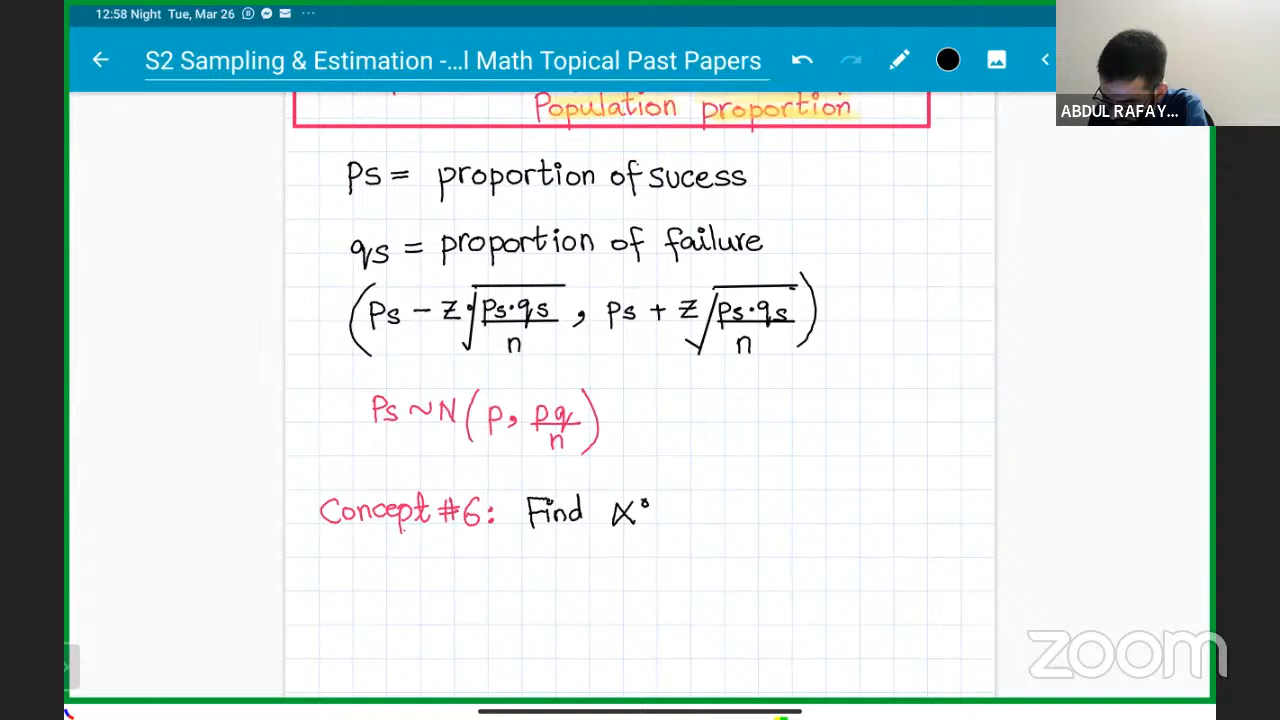 12:58 Night Tue, Mar 26
S2 Sampling & Estimation -...l Math Topical Past Papers
ABDUL RAFAY...
Population proportion
Ps = proportion of sucess
qs = proportion of failure
(Ps - z√(Ps·qs/n) , Ps + z√(Ps·qs/n))
Ps ~ N(p, pq/n)
Concept #6: Find
zoom